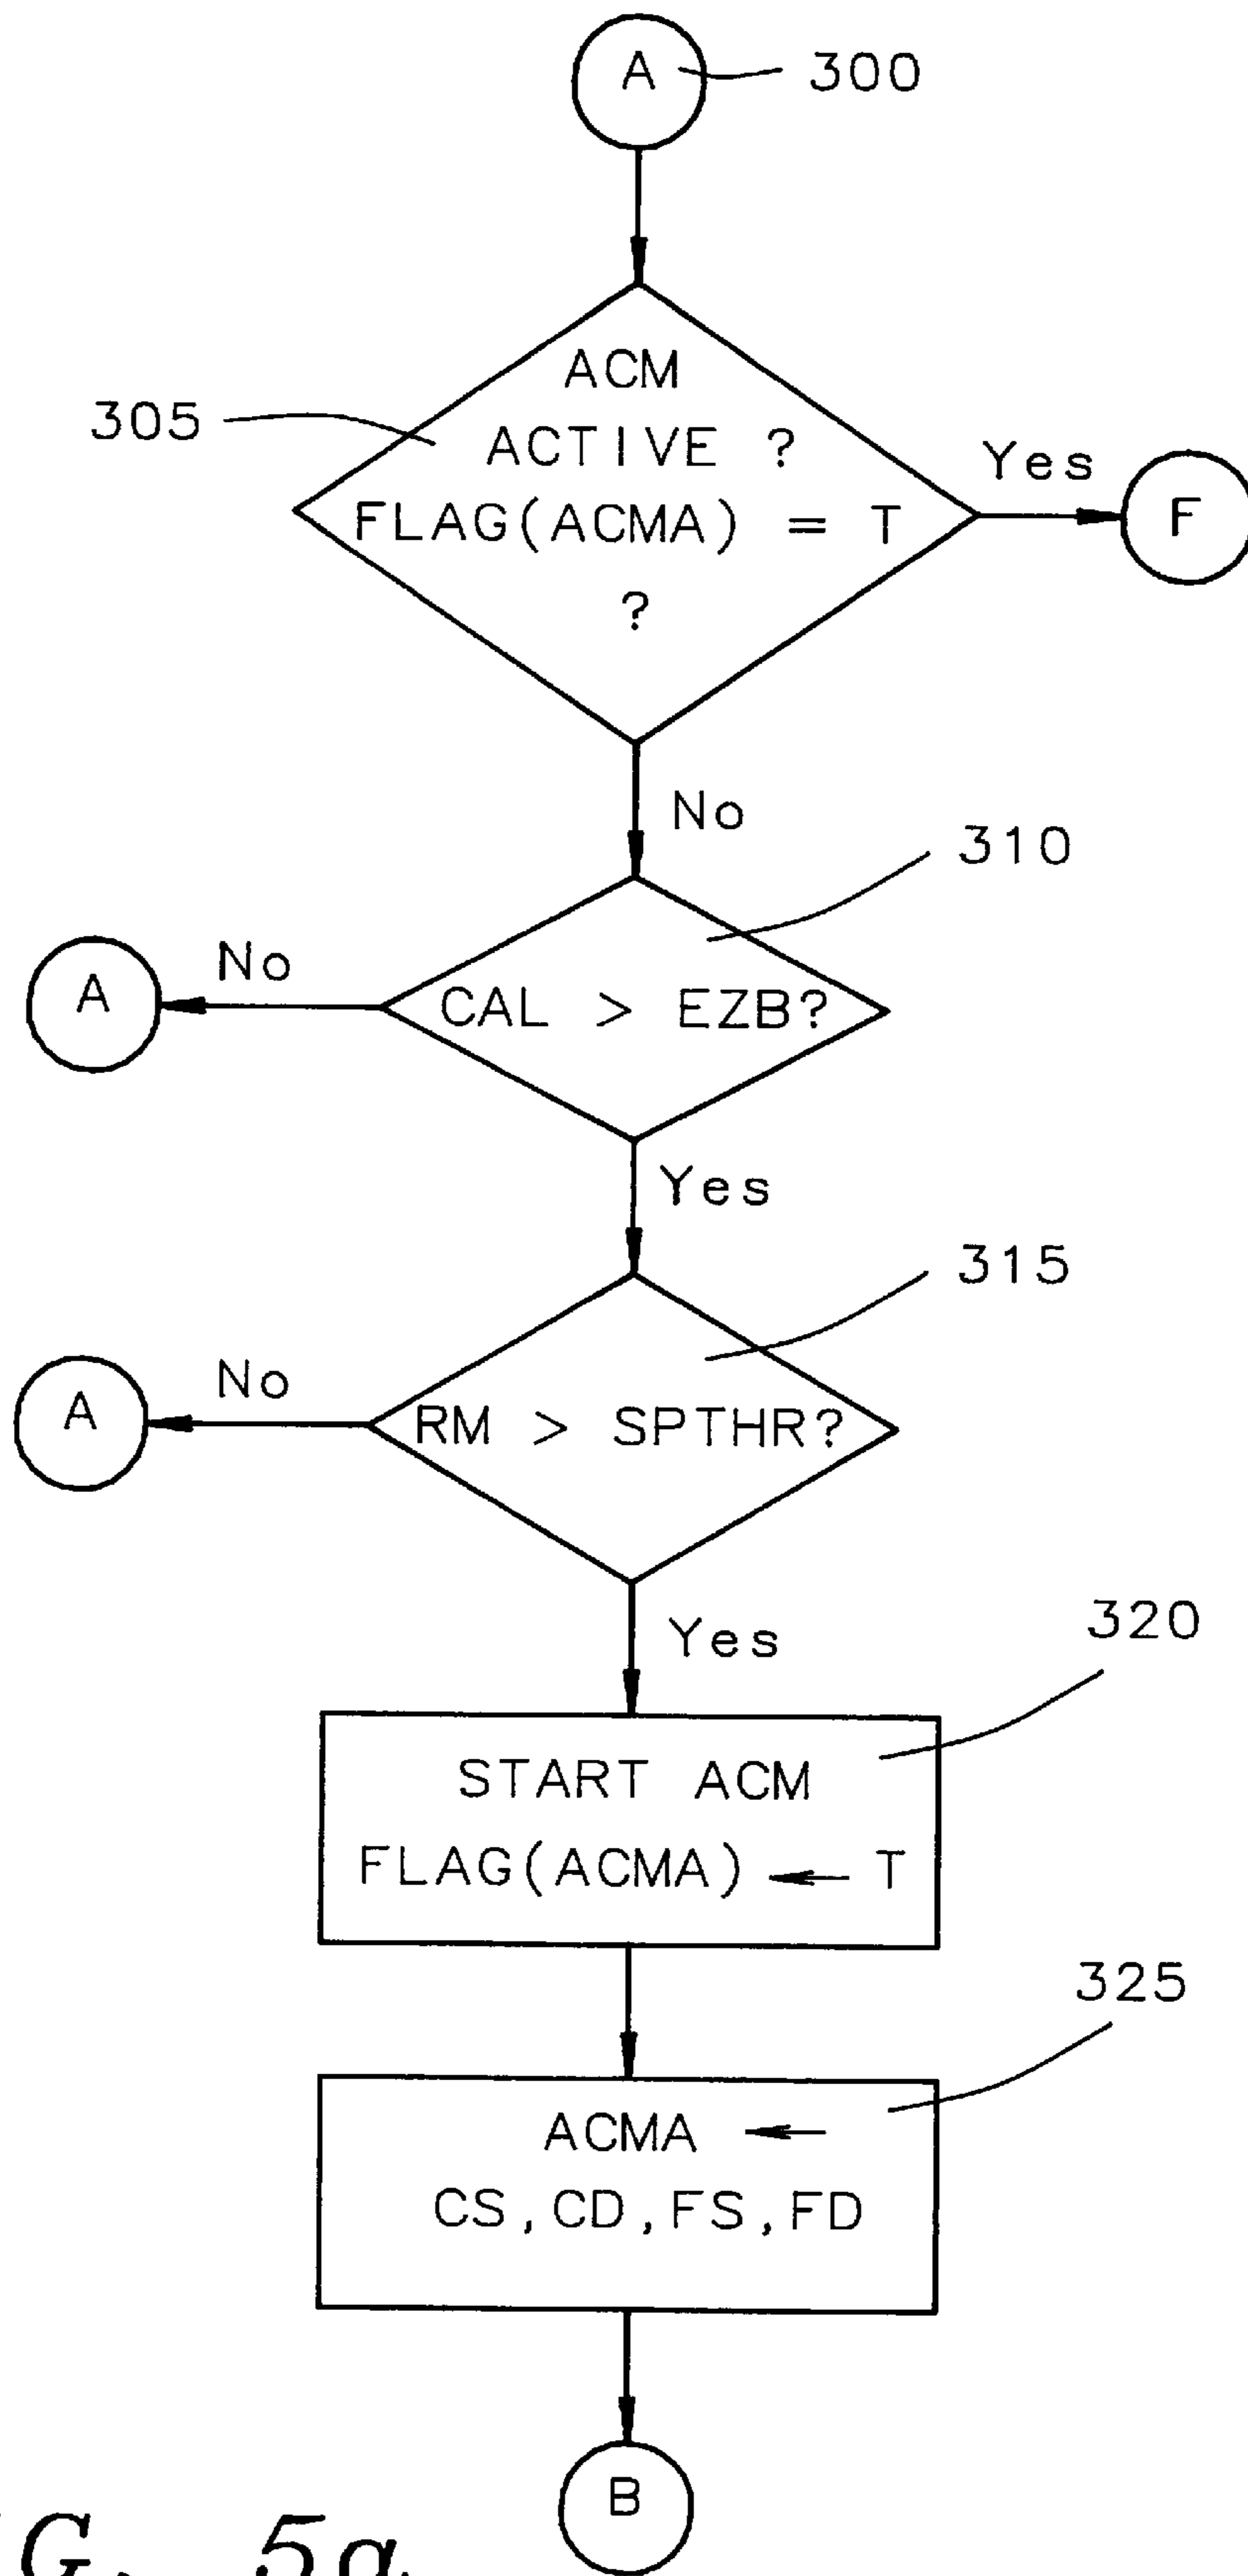 A 300
ACM
305 ACTIVE ?
FLAG(ACMA) = T
?
Yes
F
No
310
A No
CAL > EZB?
Yes
315
A No
RM > SPTHR?
Yes
320
START ACM
FLAG(ACMA) ← T
325
ACMA ←
CS,CD,FS,FD
B
G. 5a